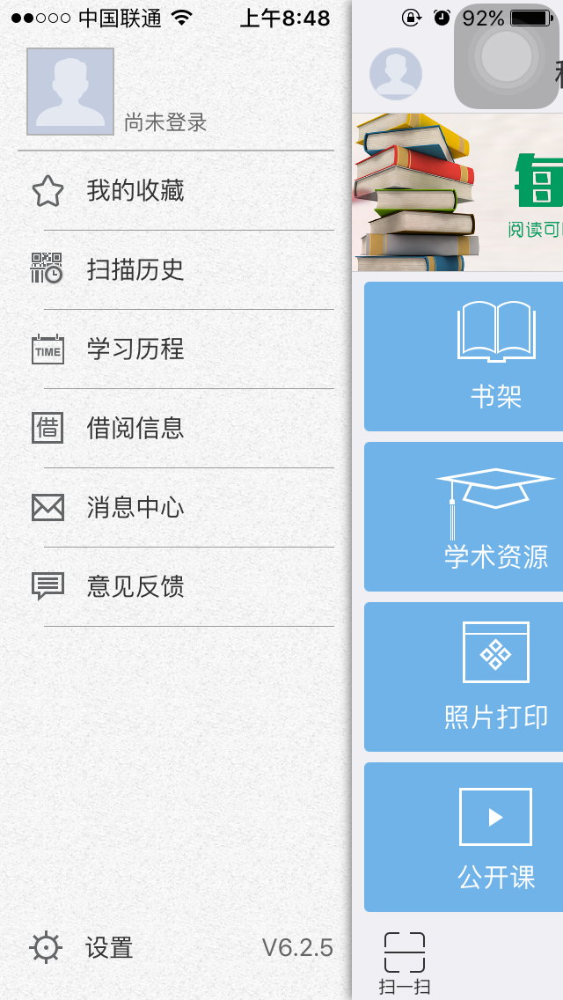 中国联通 上午8:48 92%
尚未登录
我的收藏
扫描历史
TIME 学习历程
借 借阅信息
消息中心
意见反馈
设置 V6.2.5
每
阅读可
书架
学术资源
照片打印
公开课
扫一扫